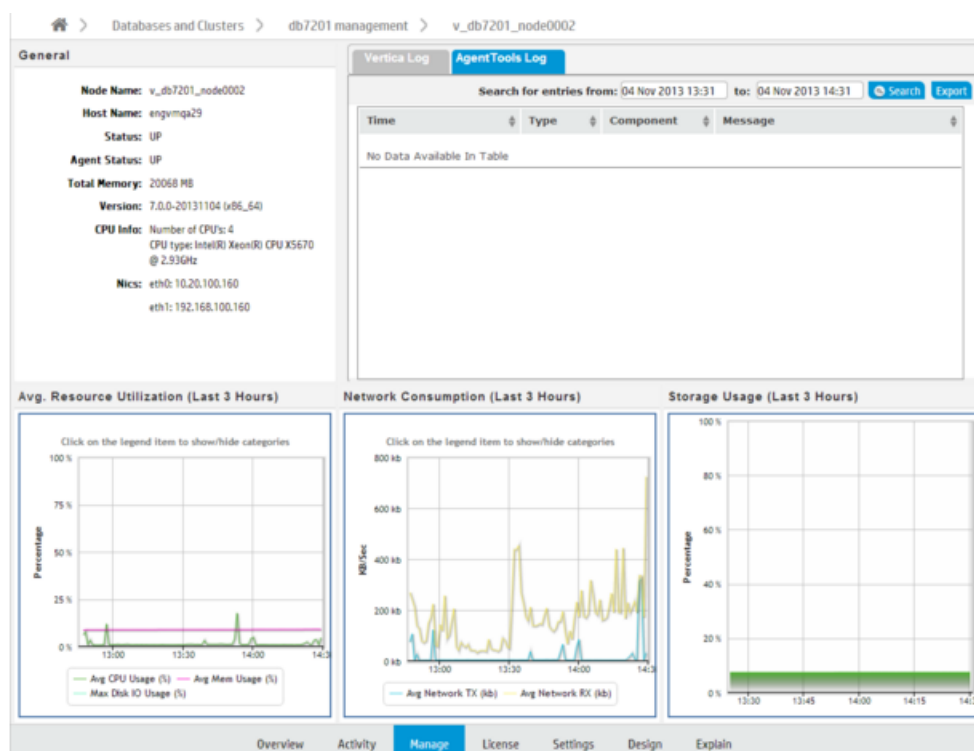 Databases and Clusters > db7201 management > v_db7201_node0002
General
Node Name: v_db7201_node0002
Host Name: engvmqa29
Status: UP
Agent Status: UP
Total Memory: 20068 MB
Version: 7.0.0-20131104 (x86_64)
CPU Info: Number of CPU's: 4
CPU type: Intel(R) Xeon(R) CPU X5670
@ 2.93GHz
Nics: eth0: 10.20.100.160
eth1: 192.168.100.160
Vertica Log AgentTools Log
Search for entries from: 04 Nov 2013 13:31 to: 04 Nov 2013 14:31 Search Export
Time Type Component Message
No Data Available In Table
Avg. Resource Utilization (Last 3 Hours)
Click on the legend item to show/hide categories
Percentage
100 %
75 %
50 %
25 %
0 %
13:00 13:30 14:00 14:3
Avg CPU Usage (%) Avg Mem Usage (%)
Max Disk IO Usage (%)
Network Consumption (Last 3 Hours)
Click on the legend item to show/hide categories
KB/Sec
800 kb
600 kb
400 kb
200 kb
0 kb
13:00 13:30 14:00 14:3
Avg Network TX (kb) Avg Network RX (kb)
Storage Usage (Last 3 Hours)
Percentage
100 %
80 %
60 %
40 %
20 %
0 %
13:30 13:45 14:00 14:15 14:3
Overview Activity Manage License Settings Design Explain